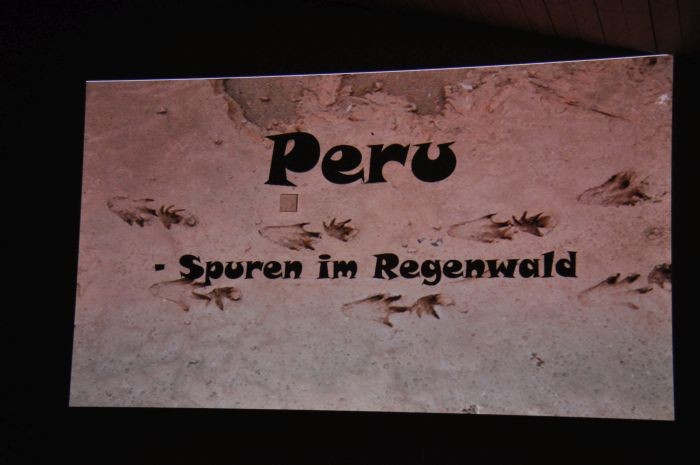 Peru
- Spuren im Regenwald